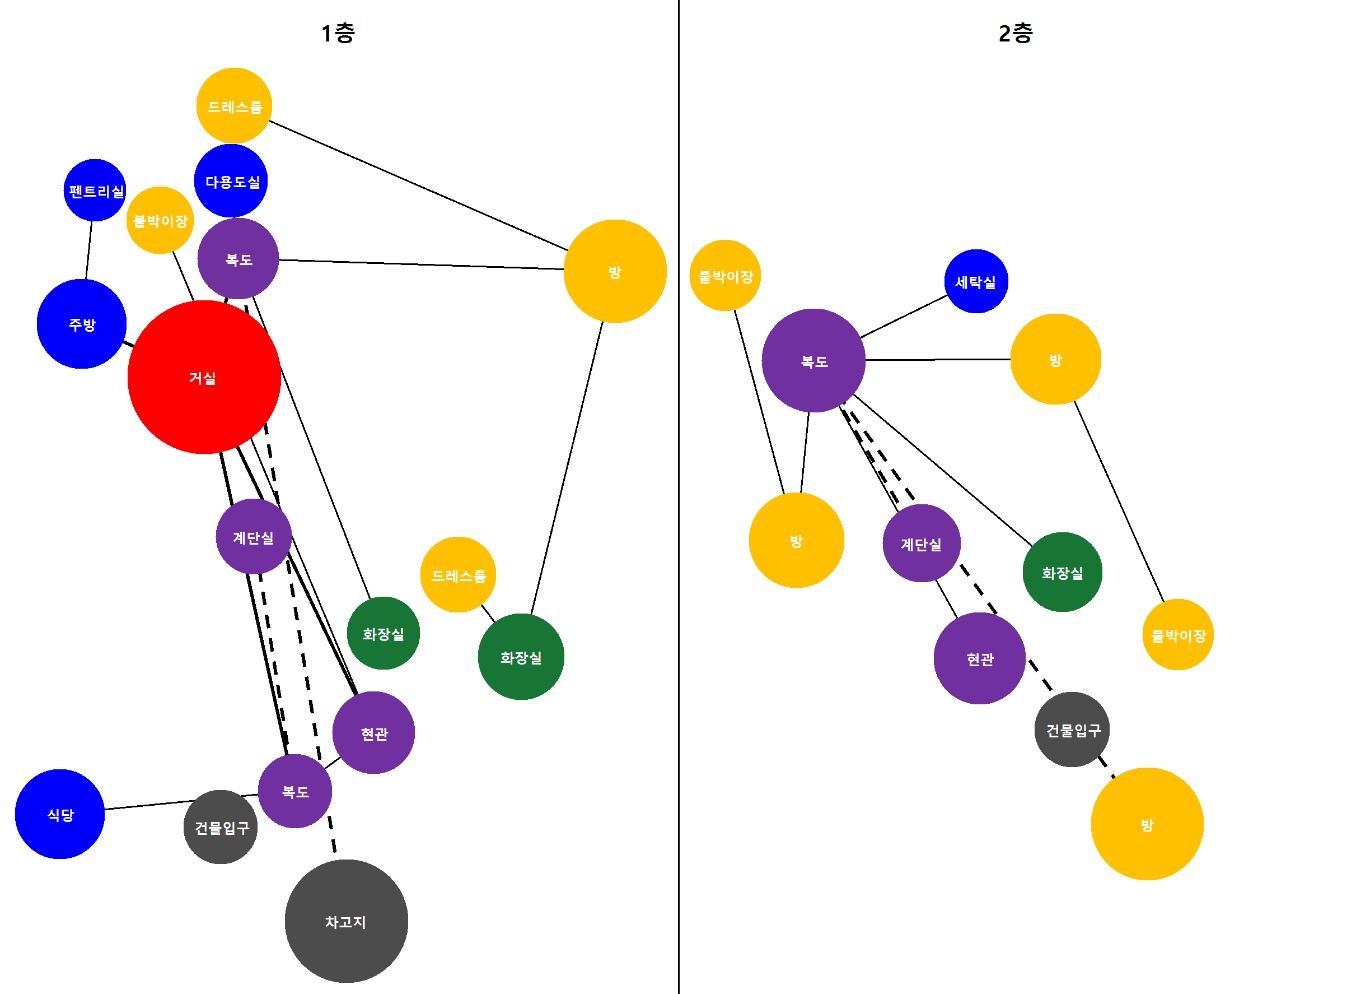 1층
드레스룸
다용도실
펜트리실
붙박이장
복도
방
주방
거실
계단실
드레스룸
화장실
화장실
현관
복도
식당
건물입구
차고지
2층
붙박이장
세탁실
복도
방
방
계단실
화장실
현관
붙박이장
건물입구
방